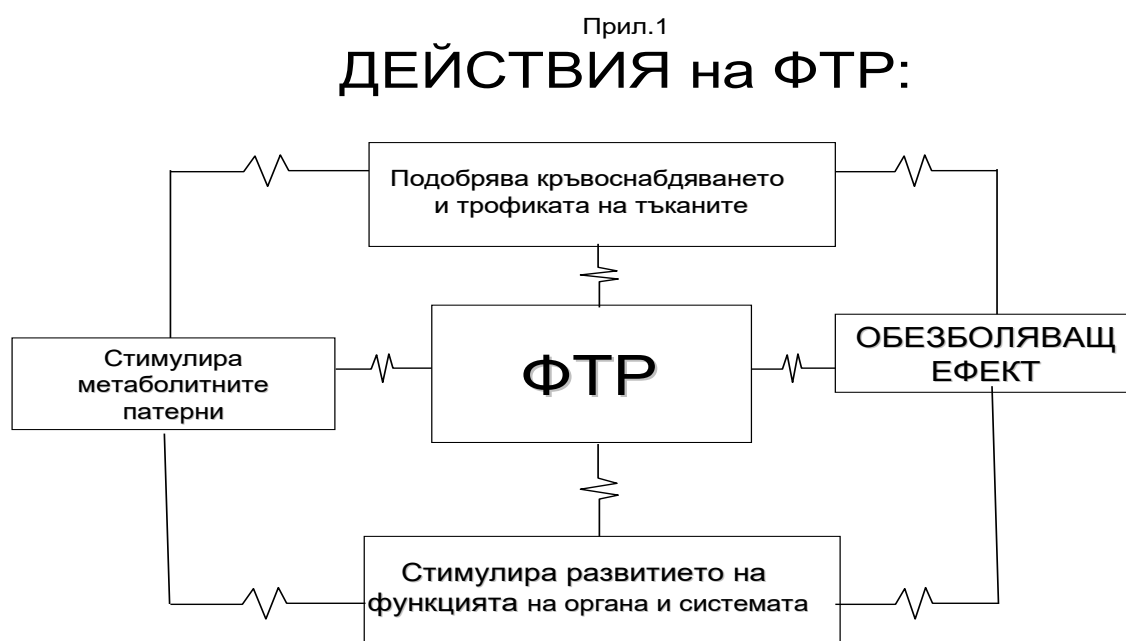 Прил.1
ДЕЙСТВИЯ на ФТР:
Подобрява кръвоснабдяването
и трофиката на тъканите
Стимулира
метаболитните
патерни
ФТР
ОБЕЗБОЛЯВАЩ
ЕФЕКТ
Стимулира развитието на
функцията на органа и системата